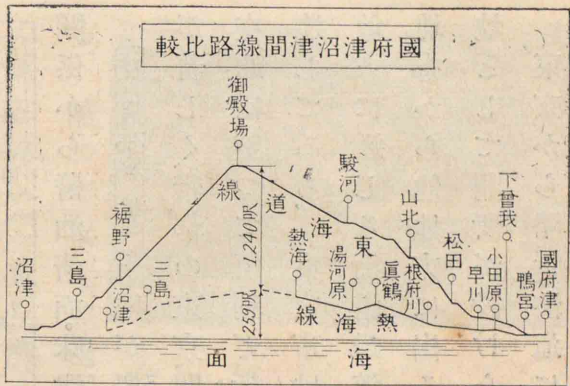 國府津沼津間線路比較
國府津
鴨宮
下曾我
小田原
早川
松田
根府川
山北
眞鶴
駿河
湯河原
熱海
御殿場
三島
沼津
裾野
三島
沼津
東海道線
熱海線
1.240呎
259呎
海面